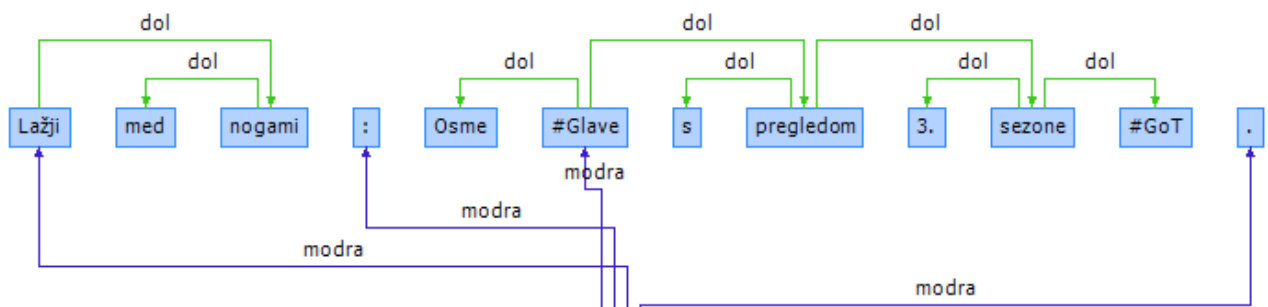 dol dol dol
dol dol dol dol dol
Lažji med nogami : Osme #Glave s pregledom 3. sezone #GoT .
modra
modra
modra
modra